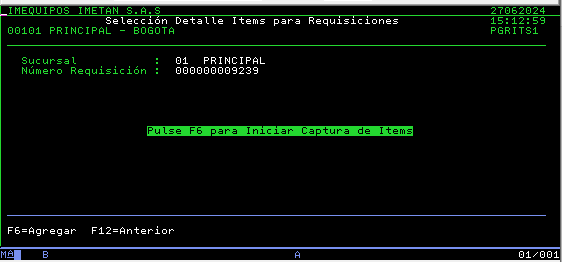 IMEQUIPOS IMETAN S.A.S 27062024
Selección Detalle Items para Requisiciones 15:12:59
00101 PRINCIPAL - BOGOTA PGRITS1
Sucursal : 01 PRINCIPAL
Número Requisición : 000000009239
Pulse F6 para Iniciar Captura de Items
F6=Agregar F12=Anterior
MA B A 01/001